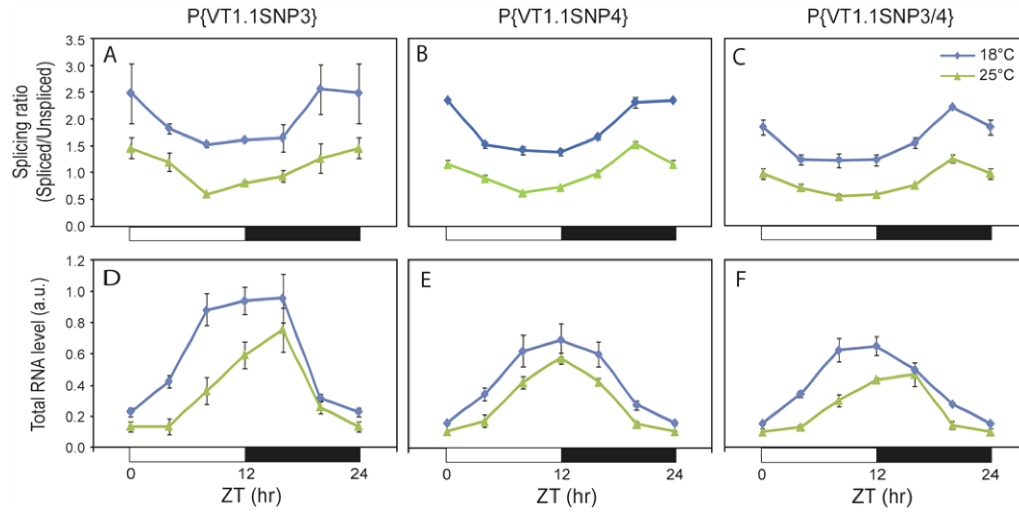 P{VT1.1SNP3} P{VT1.1SNP4} P{VT1.1SNP3/4}
Splicing ratio
(Spliced/Unspliced)
3.5
3.0
2.5
2.0
1.5
1.0
0.5
0.0
A
B
C
18°C
25°C
Total RNA level (a.u.)
1.2
1.0
0.8
0.6
0.4
0.2
0.0
D
E
F
0 12 24 0 12 24 0 12 24
ZT (hr) ZT (hr) ZT (hr)